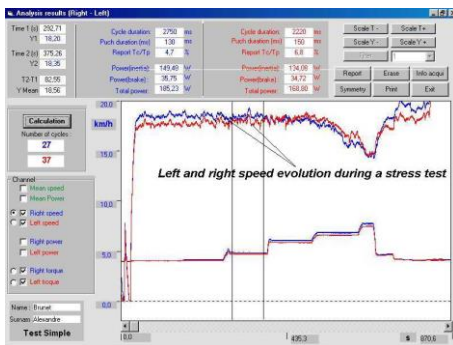 Analysis results (Right - Left)
Time 1 (s) 292,71
Y1 18,20
Time 2 (s) 375,26
Y2 18,35
T2-T1 82,55
Y Mean 18,56
Cycle duration: 2750 ms
Puch duration (ms) 130 ms
Report Tc/Tp 4,7 %
Power(inertia): 149,48 W
Power(brake): 35,75 W
Total power: 185,23 W
Cycle duration: 2220 ms
Puch duration (ms) 150 ms
Report Tc/Tp 6,8 %
Power(inertia): 134,08 W
Power(brake): 34,72 W
Total power: 168,80 W
Scale T - Scale T+
Scale Y - Scale Y +
Report Erase Info acqui
Symmetry Print Exit
Calculation
Number of cycles :
27
37
Channel
Mean speed
Mean Power
Right speed
Left speed
Right power
Left power
Right torque
Left torque
Name : Brunet
Surnam Alexandre
Test Simple
20,0
km/h
15,0
10,0
5,0
0,0
Left and right speed evolution during a stress test
0,0 435,3 s 870,6